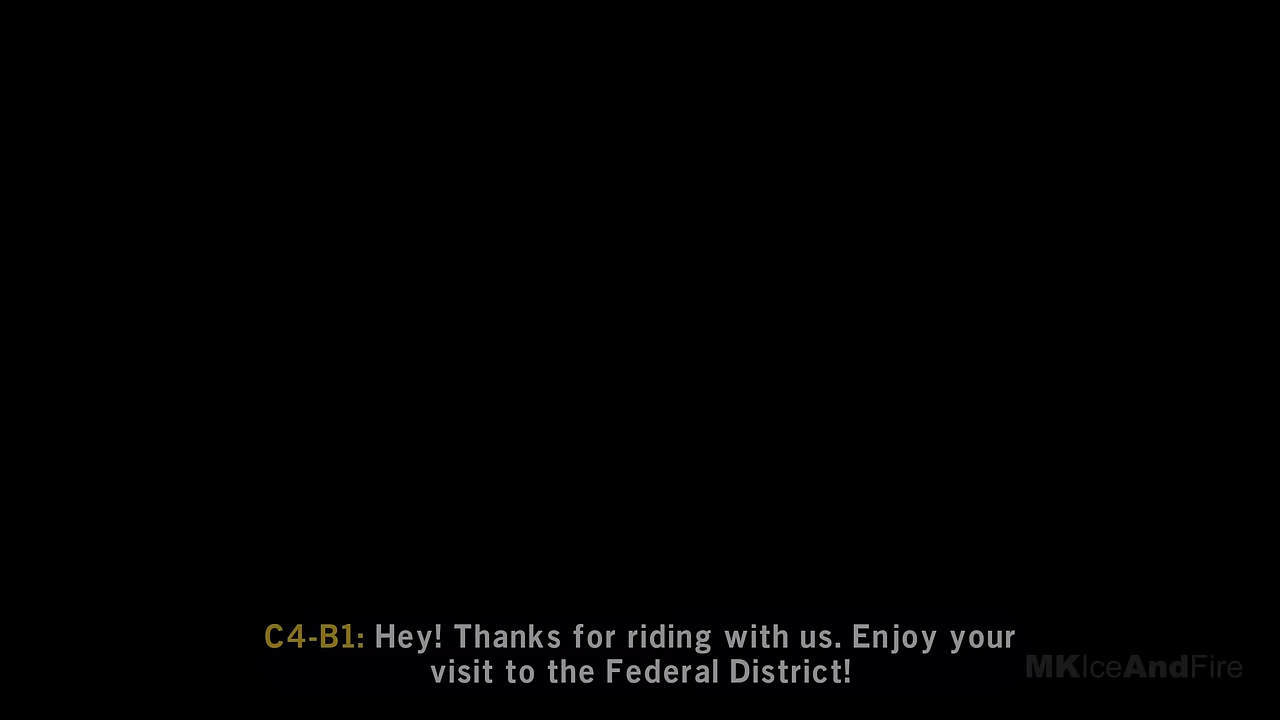 C4-B1: Hey! Thanks for riding with us. Enjoy your
visit to the Federal District!
MKIceAndFire